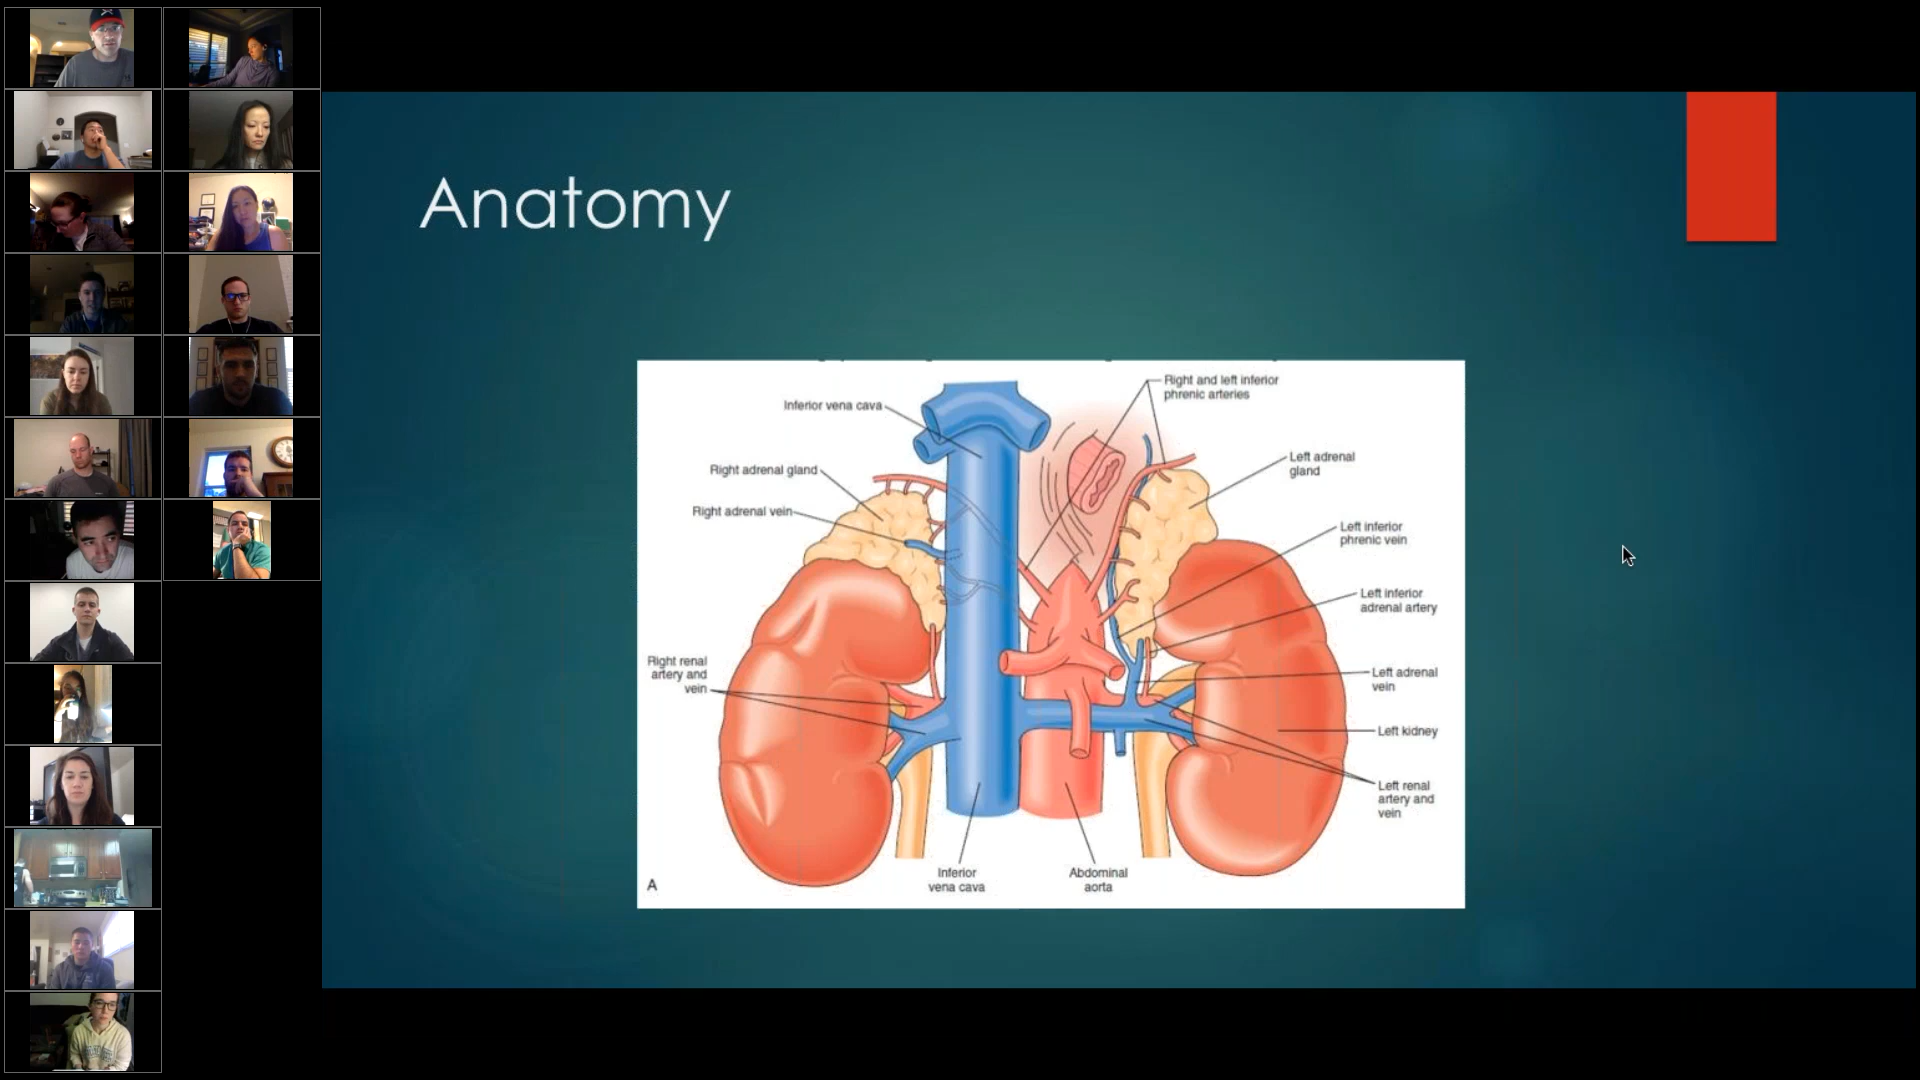 Anatomy
Right and left inferior
phrenic arteries
Inferior vena cava
Left adrenal
gland
Right adrenal gland
Right adrenal vein
Left inferior
phrenic vein
Left inferior
adrenal artery
Right renal
artery and
vein
Left adrenal
vein
Left kidney
Left renal
artery and
vein
Inferior
vena cava
Abdominal
aorta
A